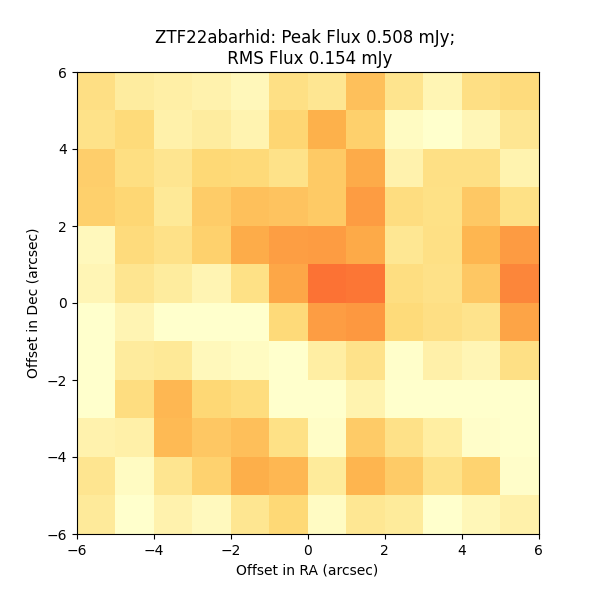 ZTF22abarhid: Peak Flux 0.508 mJy;
RMS Flux 0.154 mJy
6
4
2
0
−2
−4
−6
Offset in Dec (arcsec)
−6 −4 −2 0 2 4 6
Offset in RA (arcsec)